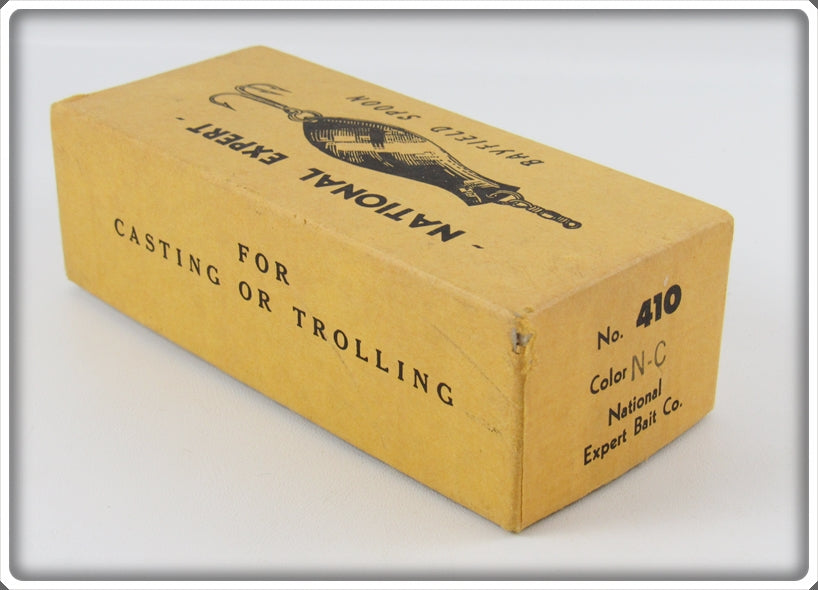 - NATIONAL EXPERT -
BAYFIELD SPOON
FOR
CASTING OR TROLLING
No. 410
Color N-C
National
Expert Bait Co.